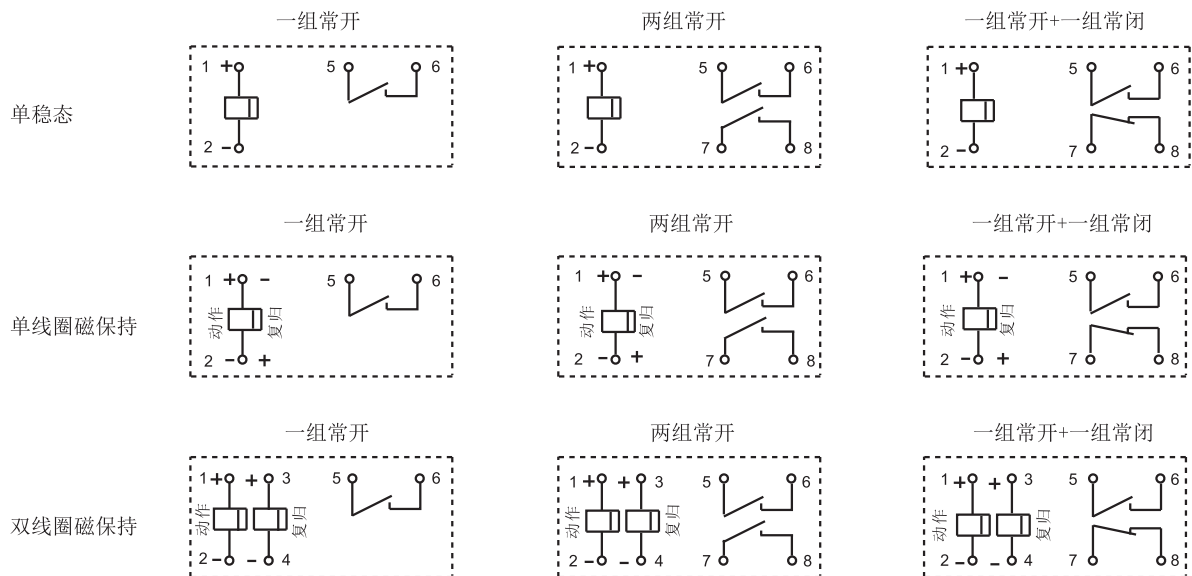 一组常开 两组常开 一组常开+一组常闭
单稳态
1 + 5 6 1 + 5 6 1 + 5 6
2 − 2 − 7 8 2 − 7 8
一组常开 两组常开 一组常开+一组常闭
单线圈磁保持
1 + − 5 6 1 + − 5 6 1 + − 5 6
动作 复归 动作 复归 动作 复归
2 − + 2 − + 7 8 2 − + 7 8
一组常开 两组常开 一组常开+一组常闭
双线圈磁保持
1 + + 3 5 6 1 + + 3 5 6 1 + + 3 5 6
动作 复归 动作 复归 动作 复归
2 − − 4 2 − − 4 7 8 2 − − 4 7 8